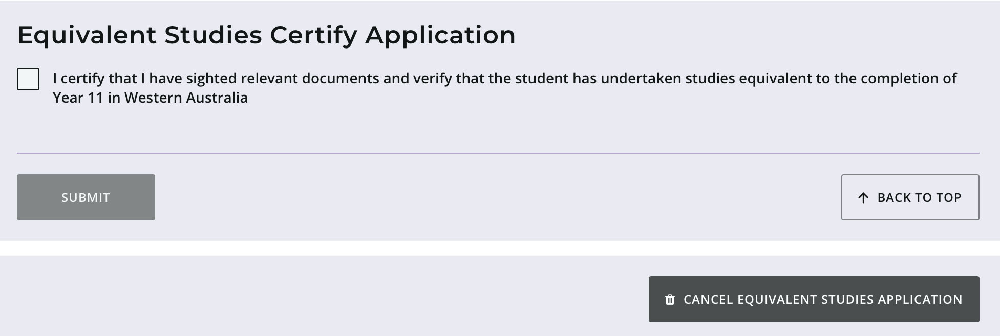 Equivalent Studies Certify Application
I certify that I have sighted relevant documents and verify that the student has undertaken studies equivalent to the completion of
Year 11 in Western Australia
SUBMIT
BACK TO TOP
CANCEL EQUIVALENT STUDIES APPLICATION